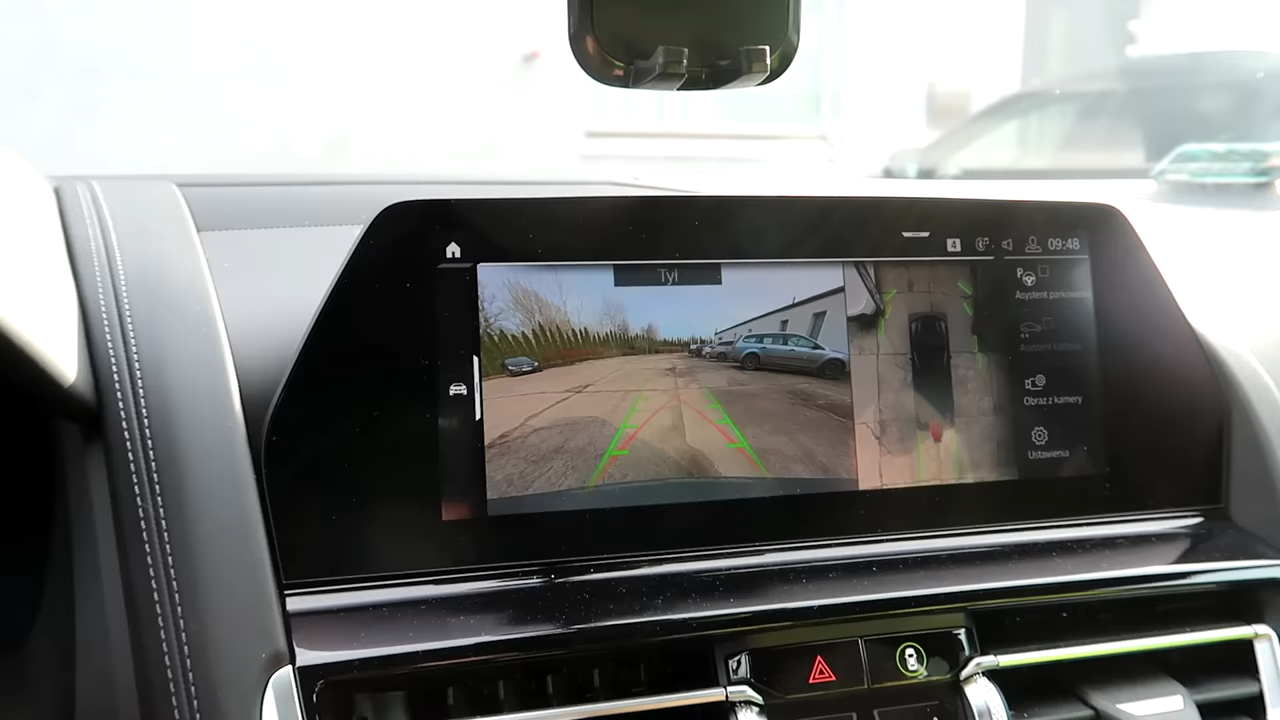 Tył
4
09:48
P
Asystent parkowania
Obraz z kamery
Ustawienia